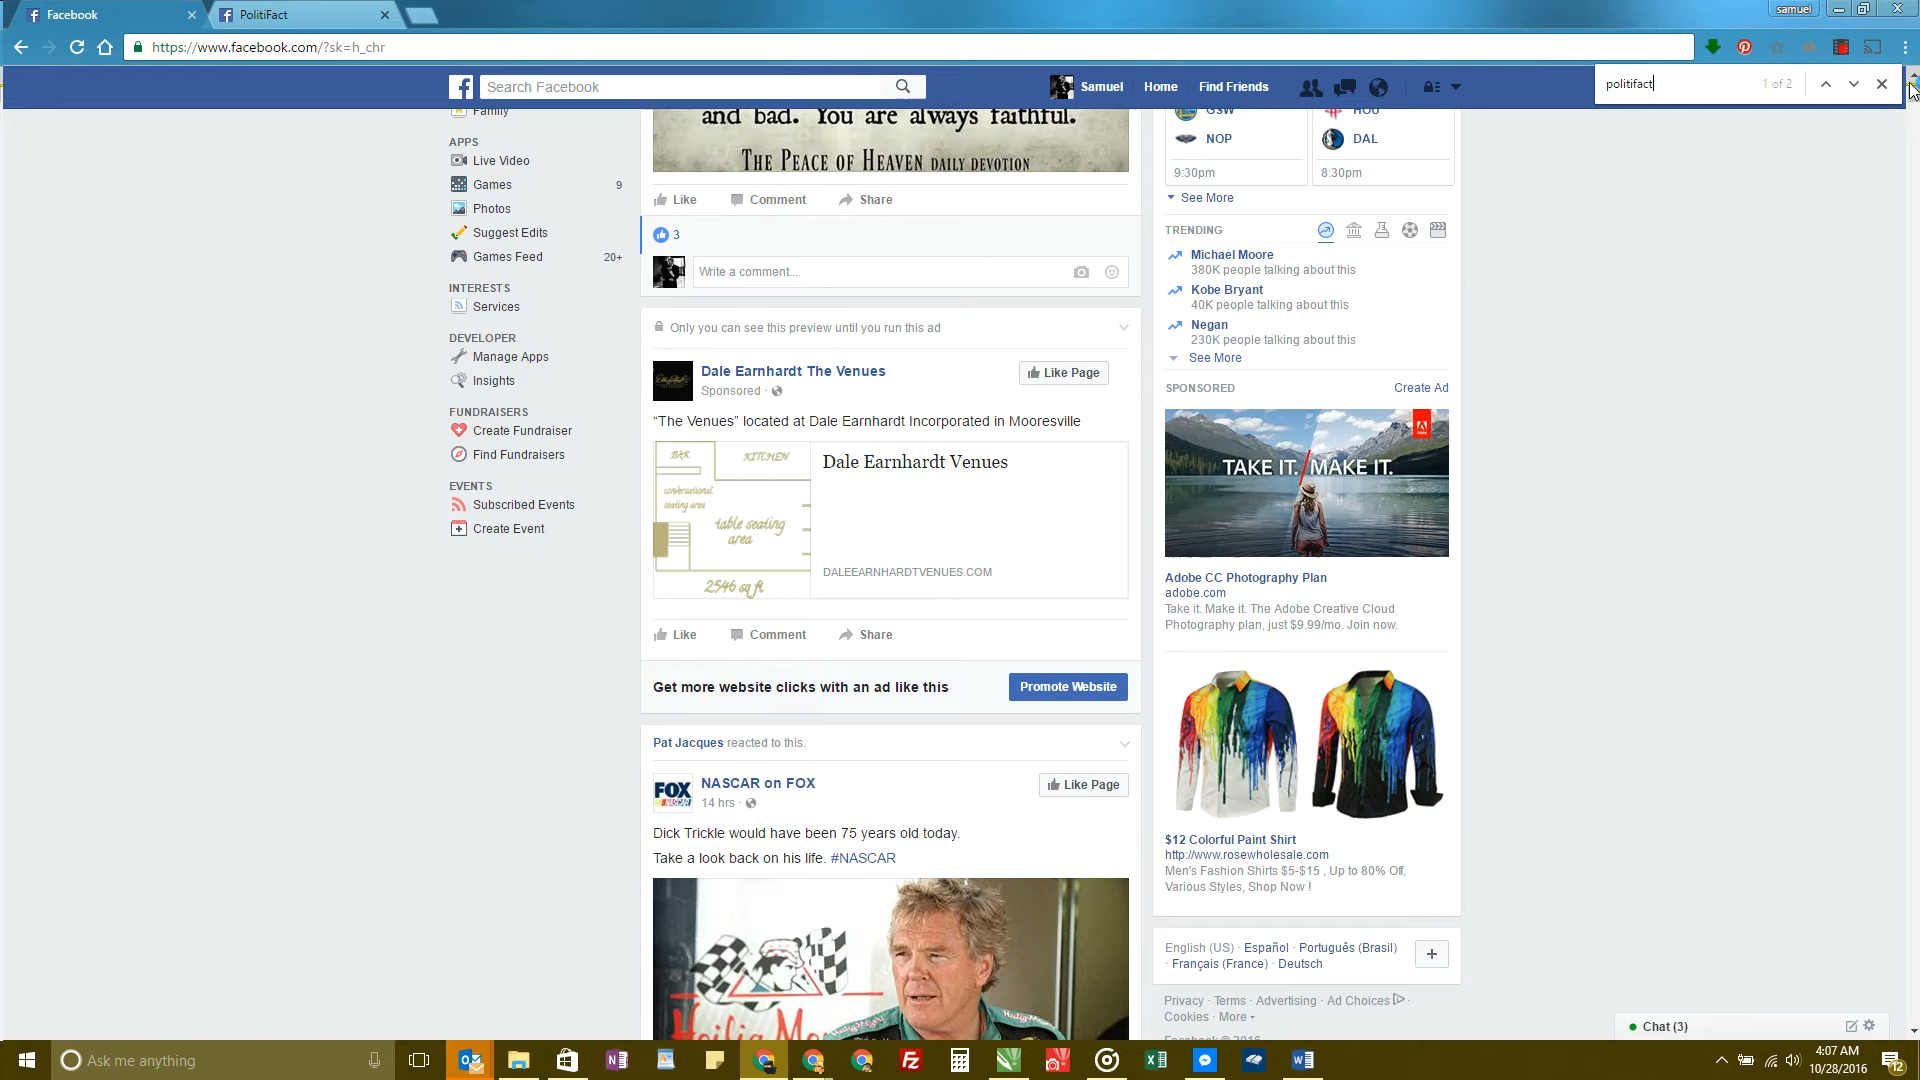 Facebook
PolitiFact
samuel
https://www.facebook.com/?sk=h_chr
Search Facebook
Samuel
Home
Find Friends
politifact
1 of 2
Family
APPS
Live Video
Games
9
Photos
Suggest Edits
Games Feed
20+
INTERESTS
Services
DEVELOPER
Manage Apps
Insights
FUNDRAISERS
Create Fundraiser
Find Fundraisers
EVENTS
Subscribed Events
Create Event
and bad. You are always faithful.
THE PEACE OF HEAVEN DAILY DEVOTION
Like
Comment
Share
3
Write a comment...
Only you can see this preview until you run this ad
Dale Earnhardt The Venues
Sponsored ·
Like Page
“The Venues” located at Dale Earnhardt Incorporated in Mooresville
BAR
KITCHEN
conversational
seating area
table seating
area
2546 sq ft
Dale Earnhardt Venues
DALEEARNHARDTVENUES.COM
Like
Comment
Share
Get more website clicks with an ad like this
Promote Website
Pat Jacques reacted to this.
FOX
NASCAR
NASCAR on FOX
14 hrs ·
Like Page
Dick Trickle would have been 75 years old today.
Take a look back on his life. #NASCAR
GSW
HOU
NOP
DAL
9:30pm
8:30pm
See More
TRENDING
Michael Moore
380K people talking about this
Kobe Bryant
40K people talking about this
Negan
230K people talking about this
See More
SPONSORED
Create Ad
TAKE IT. MAKE IT.
Adobe CC Photography Plan
adobe.com
Take it. Make it. The Adobe Creative Cloud
Photography plan, just $9.99/mo. Join now.
$12 Colorful Paint Shirt
http://www.rosewholesale.com
Men's Fashion Shirts $5-$15 , Up to 80% Off,
Various Styles, Shop Now !
English (US) · Español · Português (Brasil)
· Français (France) · Deutsch
Privacy · Terms · Advertising · Ad Choices ·
Cookies · More
Facebook © 2016
Chat (3)
Ask me anything
4:07 AM
10/28/2016
12